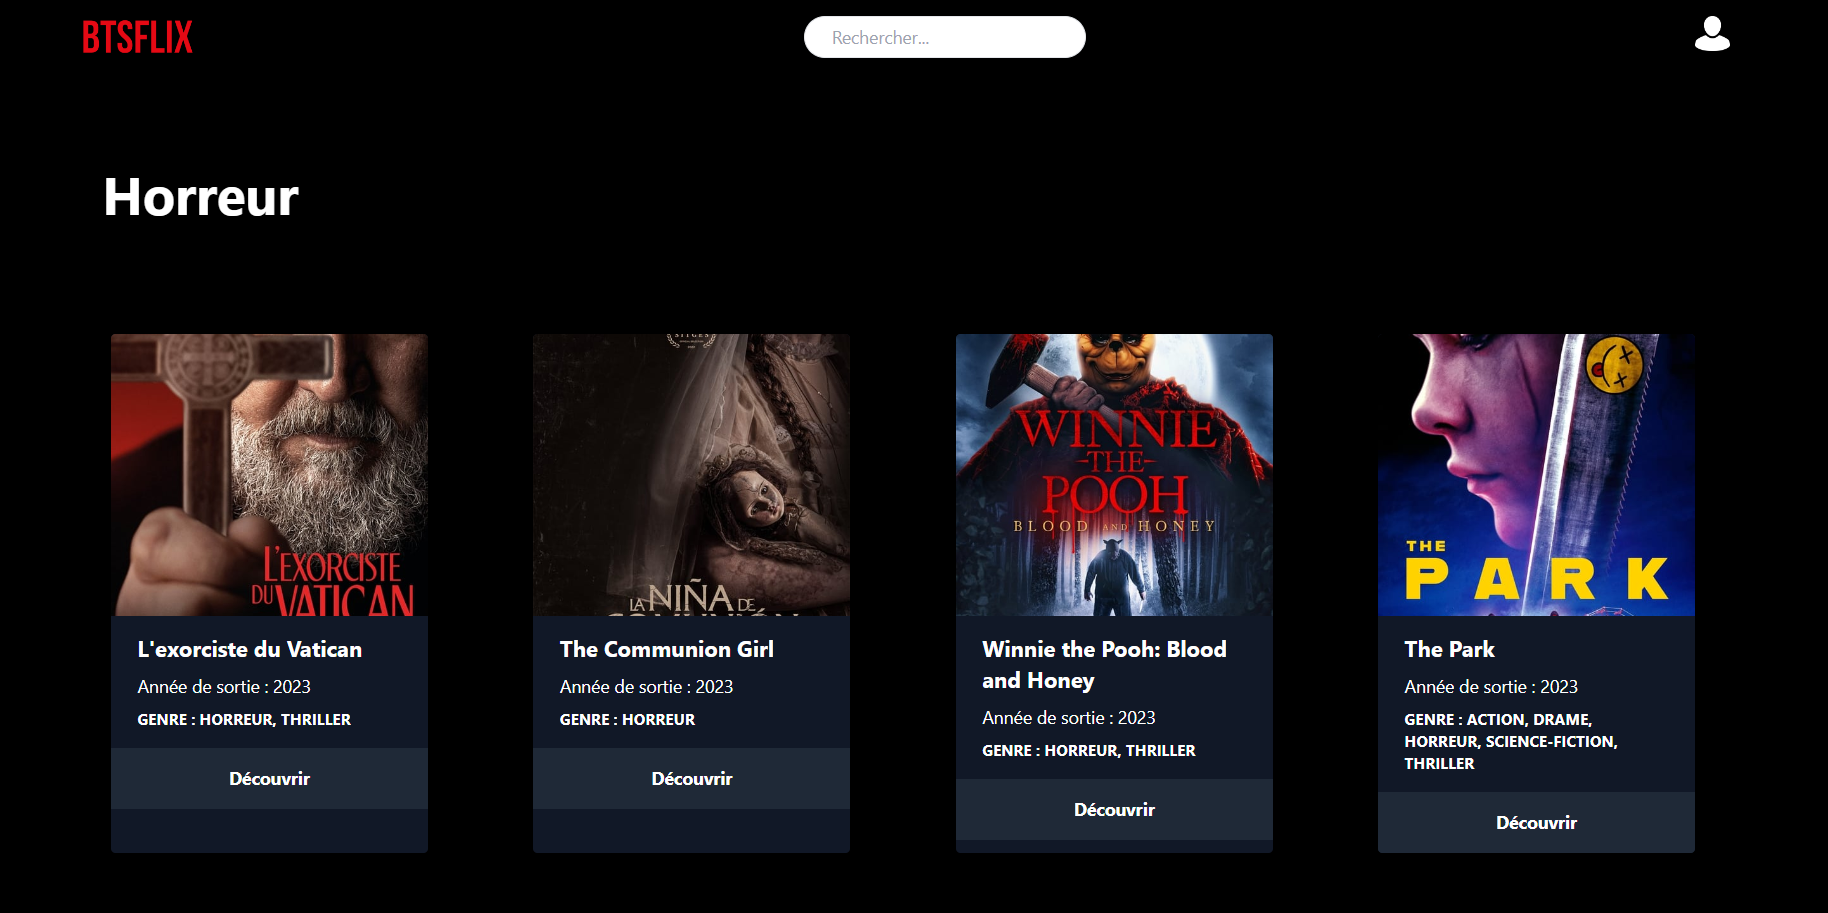 BTSFLIX
Rechercher...
Horreur
L'EXORCISTE
DU VATICAN
LA NIÑA DE
WINNIE
-THE-
POOH
BLOOD AND HONEY
THE
PARK
L'exorciste du Vatican
Année de sortie : 2023
GENRE : HORREUR, THRILLER
Découvrir
The Communion Girl
Année de sortie : 2023
GENRE : HORREUR
Découvrir
Winnie the Pooh: Blood
and Honey
Année de sortie : 2023
GENRE : HORREUR, THRILLER
Découvrir
The Park
Année de sortie : 2023
GENRE : ACTION, DRAME,
HORREUR, SCIENCE-FICTION,
THRILLER
Découvrir